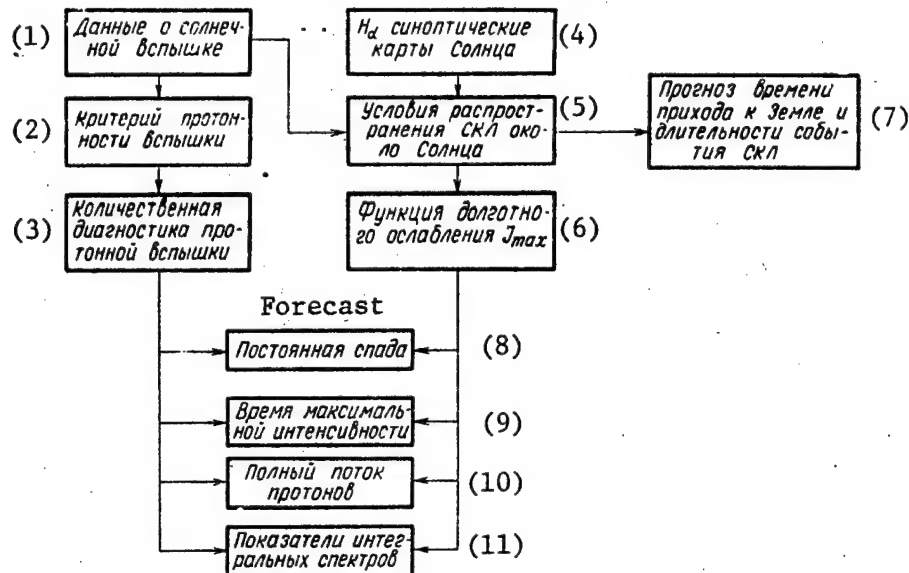 (1)
Данные о солнеч-
ной вспышке
(2)
Критерий протон-
ности вспышки
(3)
Количественная
диагностика про-
тонной вспышки
Hd синоптические
карты Солнца
(4)
Условия распрост-
ранения СКЛ око-
ло Солнца
(5)
Функция долготно-
го ослабления Jmax
(6)
Прогноз времени
прихода к Земле и
длительности собы-
тия СКЛ
(7)
Forecast
Постоянная спада
(8)
Время максималь-
ной интенсивности
(9)
Полный поток
протонов
(10)
Показатели интег-
ральных спектров
(11)